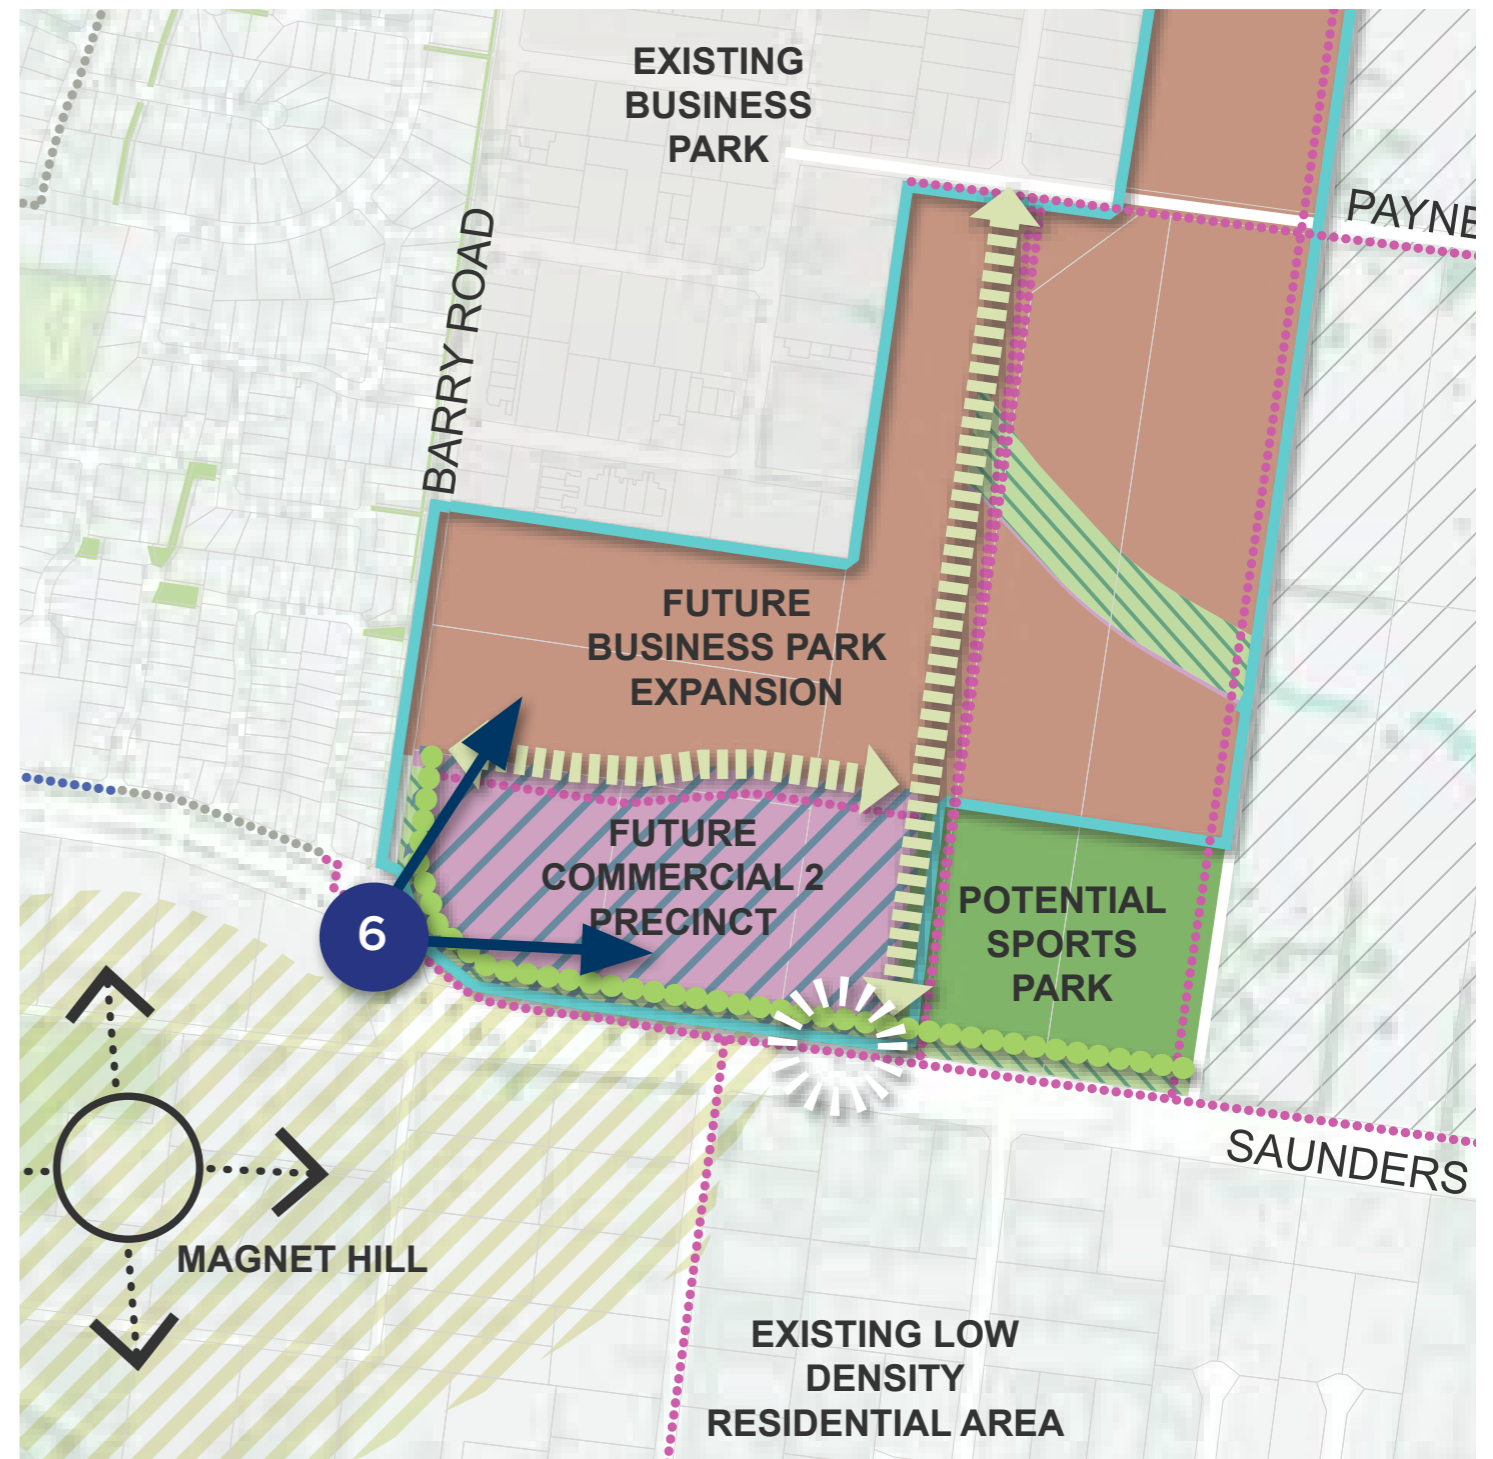 EXISTING
BUSINESS
PARK
PAYNE
BARRY ROAD
FUTURE
BUSINESS PARK
EXPANSION
FUTURE
COMMERCIAL 2
PRECINCT
POTENTIAL
SPORTS
PARK
6
SAUNDERS
MAGNET HILL
EXISTING LOW
DENSITY
RESIDENTIAL AREA